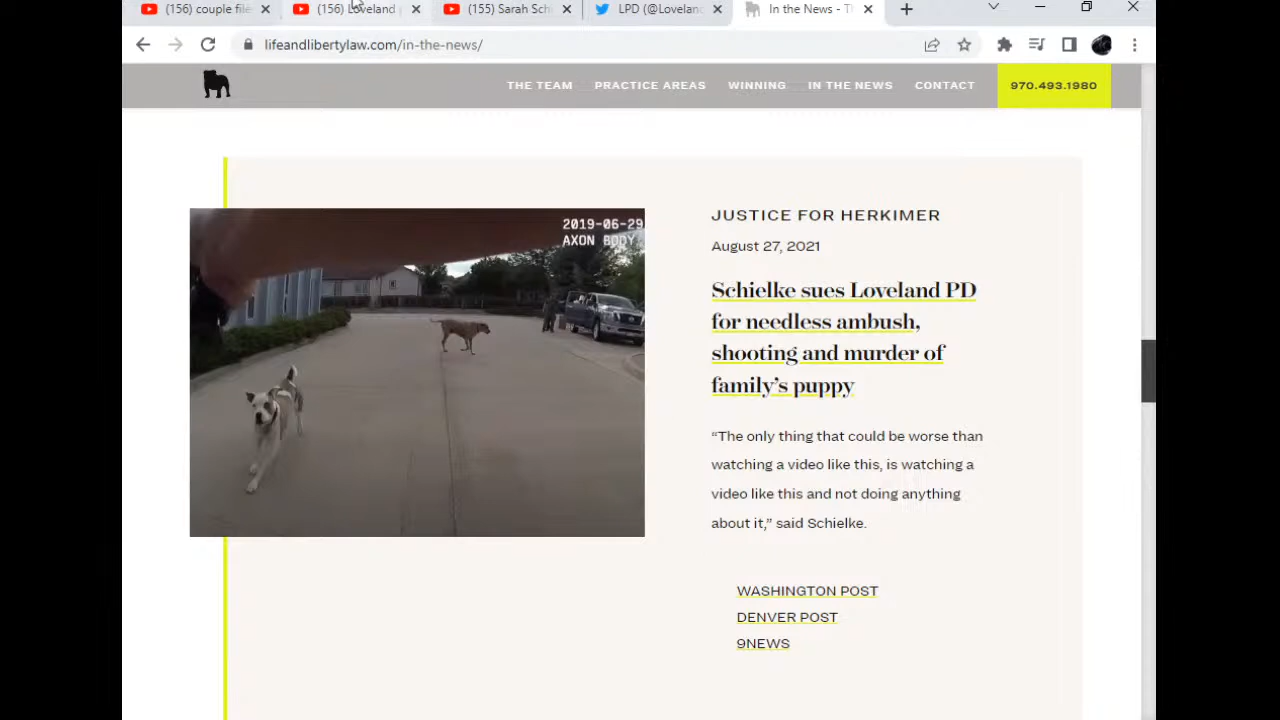 (156) couple file
(156) Loveland
(155) Sarah Sch
LPD (@Loveland
In the News - T
lifeandlibertylaw.com/in-the-news/
THE TEAM
PRACTICE AREAS
WINNING
IN THE NEWS
CONTACT
970.493.1980
2019-06-29
AXON BODY
JUSTICE FOR HERKIMER
August 27, 2021
Schielke sues Loveland PD
for needless ambush,
shooting and murder of
family’s puppy
“The only thing that could be worse than
watching a video like this, is watching a
video like this and not doing anything
about it,” said Schielke.
WASHINGTON POST
DENVER POST
9NEWS